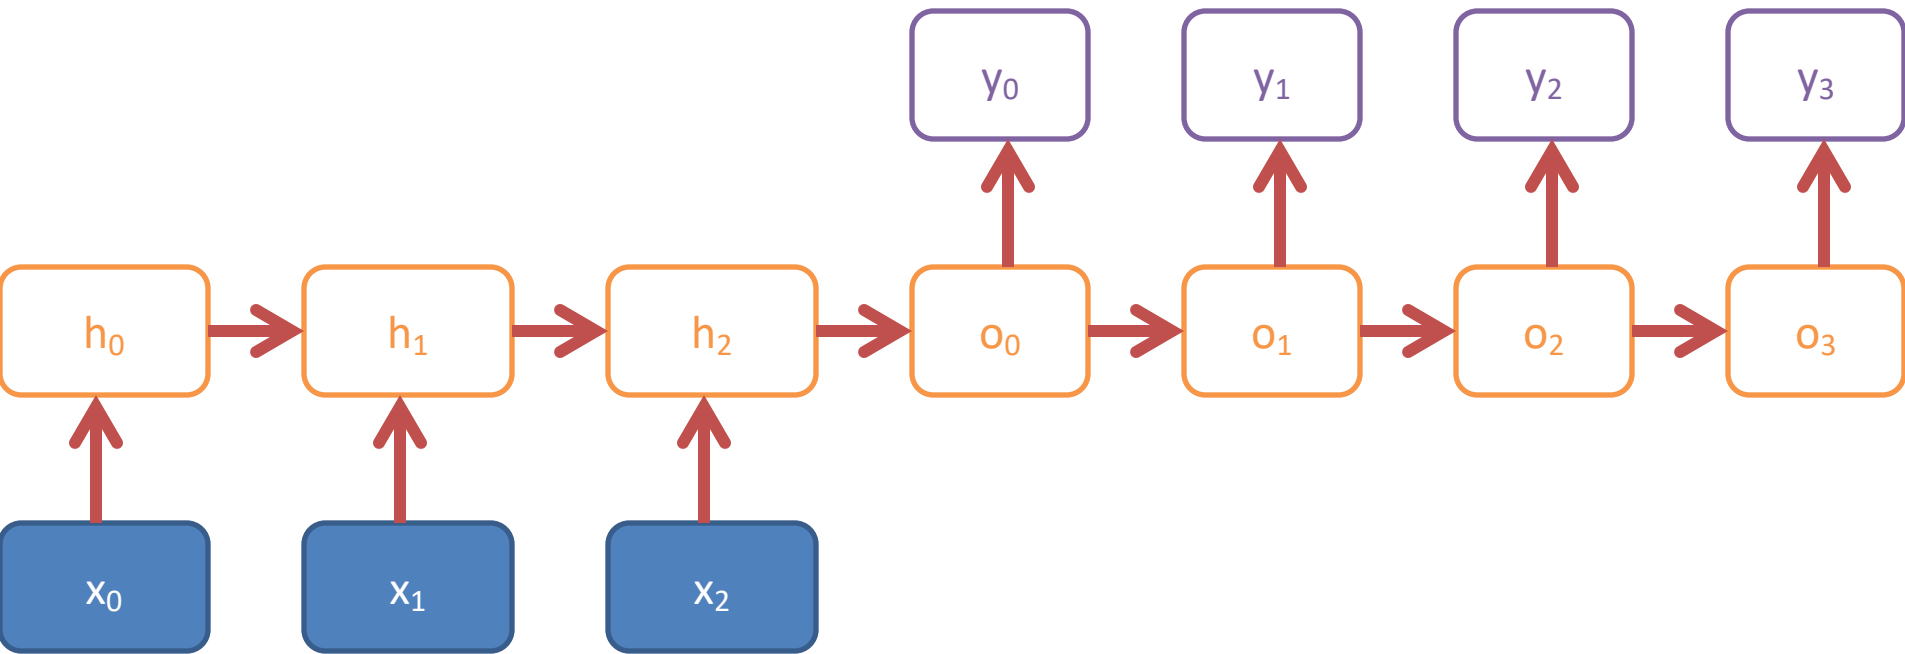 y₀ y₁ y₂ y₃
h₀ h₁ h₂ o₀ o₁ o₂ o₃
x₀ x₁ x₂